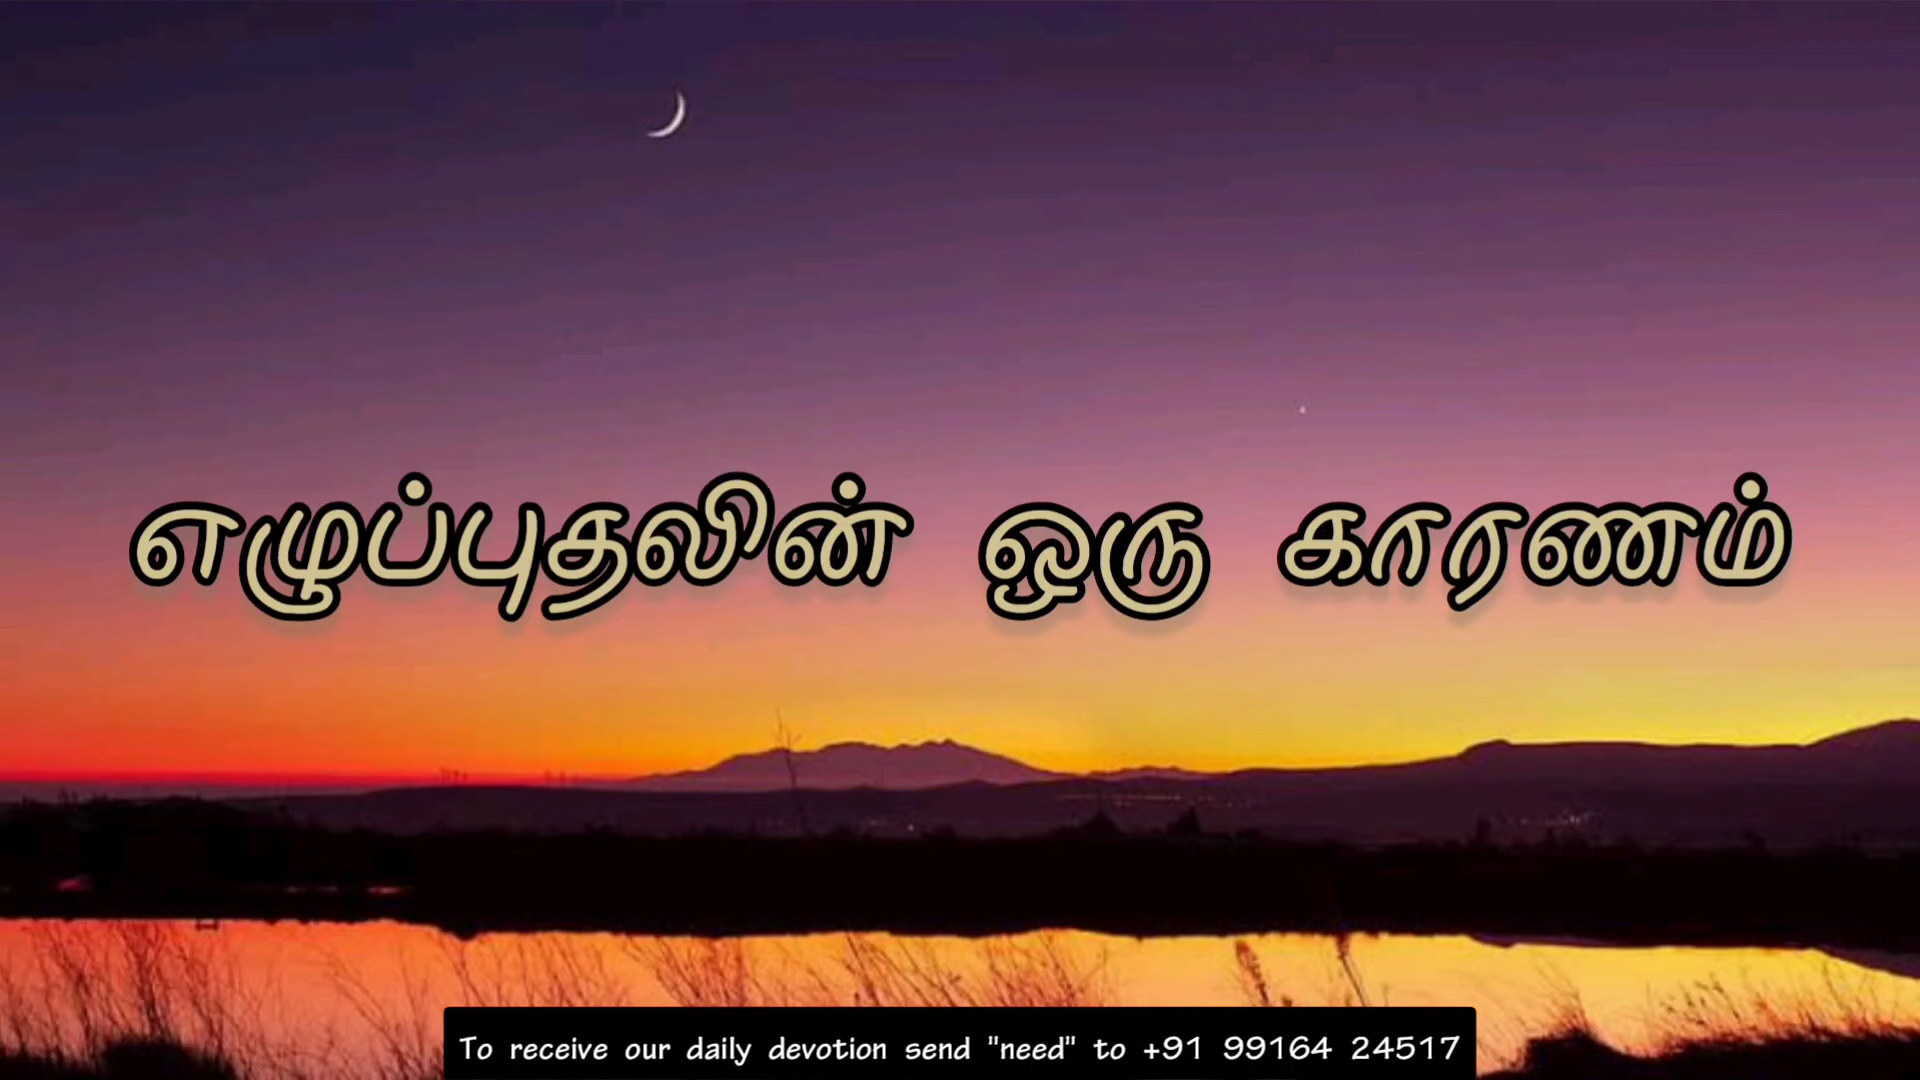 எழுப்புதலின் ஒரு காரணம்
To receive our daily devotion send "need" to +91 99164 24517